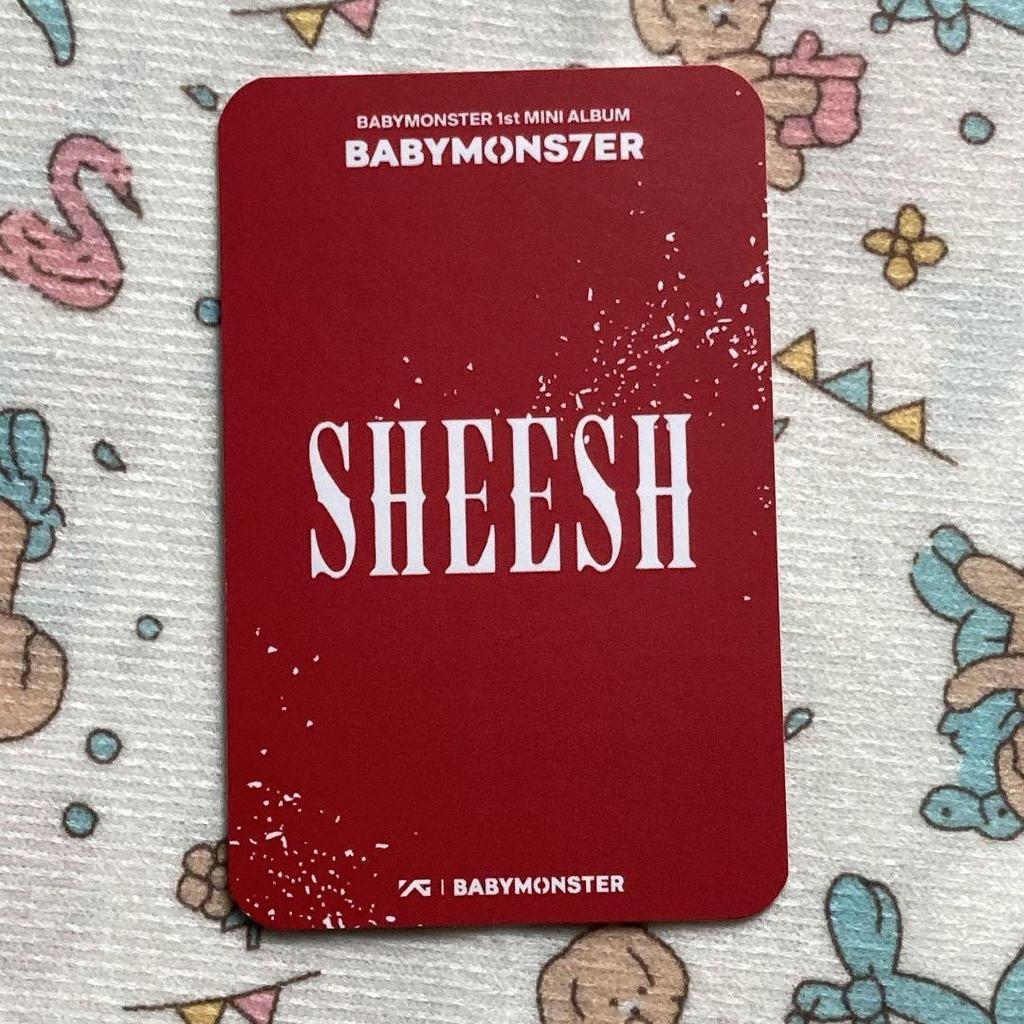 BABYMONSTER 1st MINI ALBUM
BABYMONS7ER
SHEESH
YG | BABYMONSTER